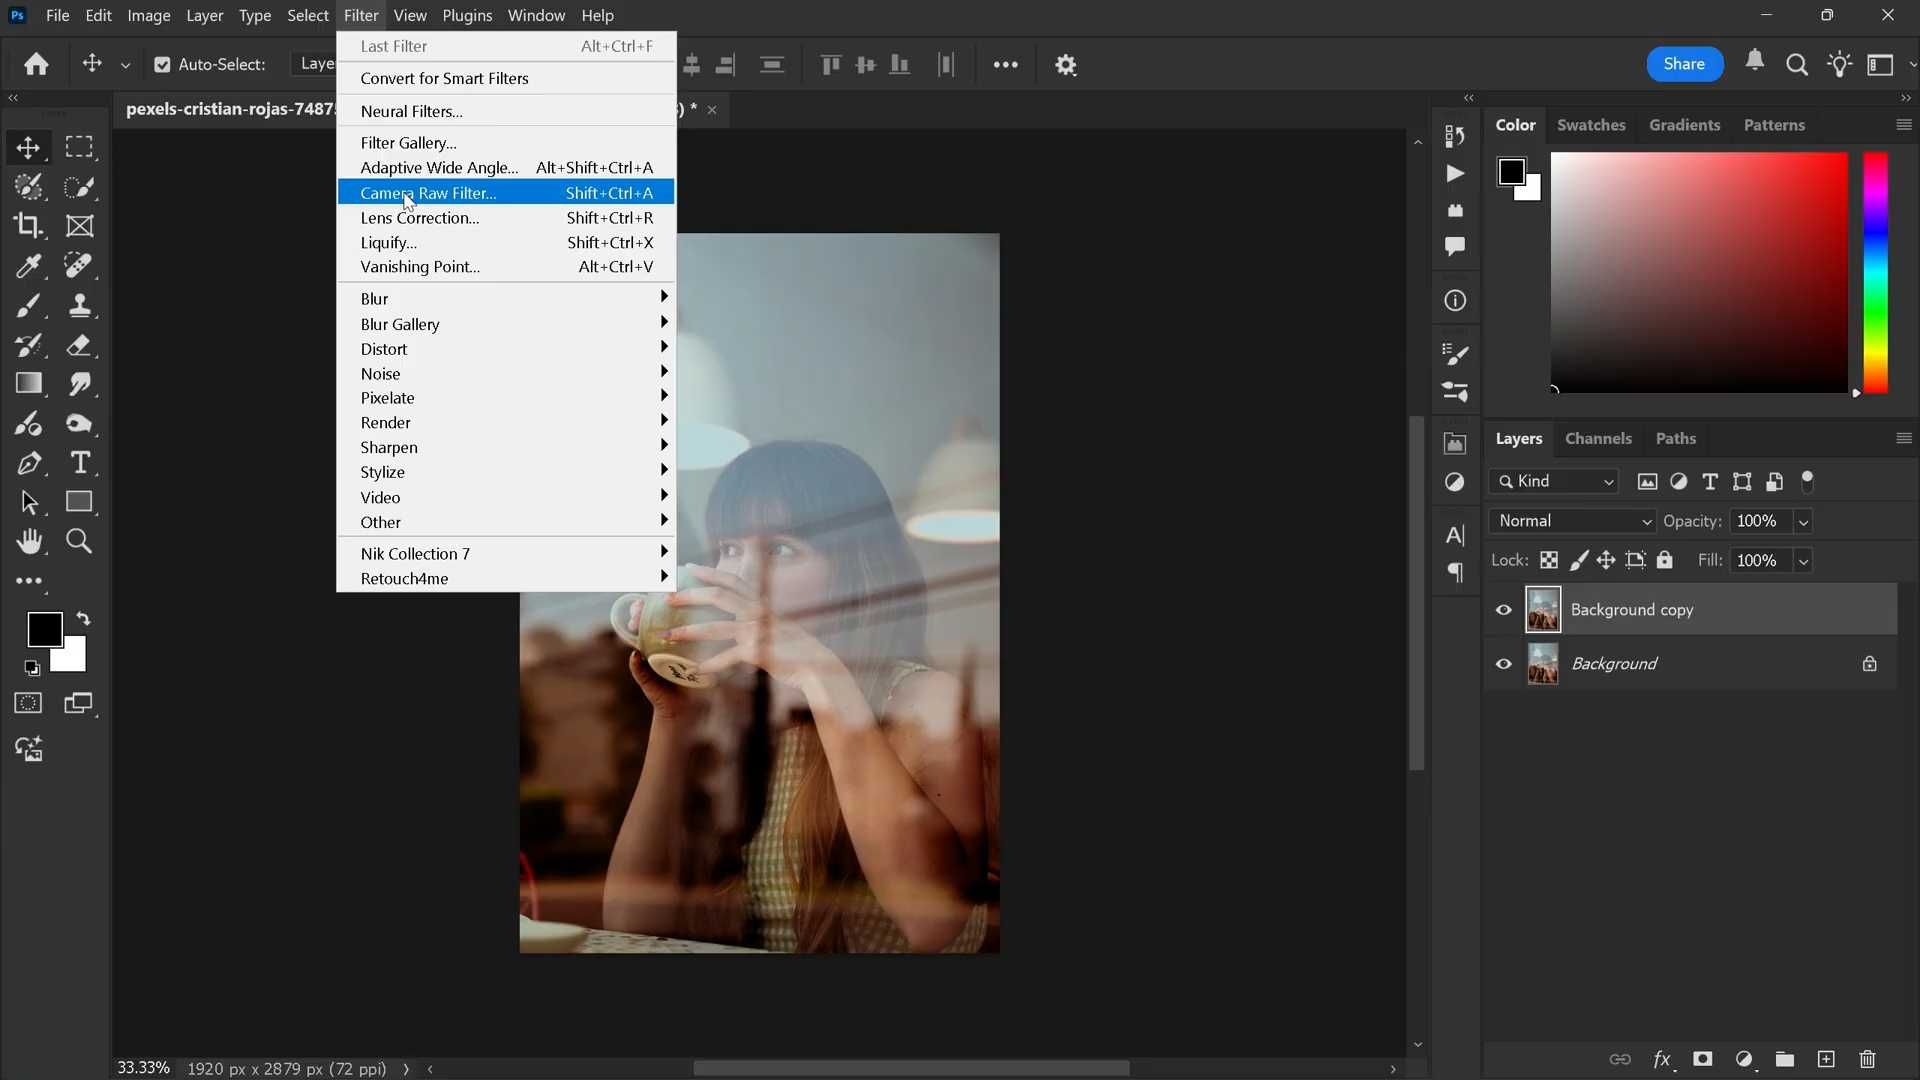 Ps File Edit Image Layer Type Select Filter View Plugins Window Help
Auto-Select: Laye
Share
pexels-cristian-rojas-7487
) *
Last Filter Alt+Ctrl+F
Convert for Smart Filters
Neural Filters...
Filter Gallery...
Adaptive Wide Angle... Alt+Shift+Ctrl+A
Camera Raw Filter... Shift+Ctrl+A
Lens Correction... Shift+Ctrl+R
Liquify... Shift+Ctrl+X
Vanishing Point... Alt+Ctrl+V
Blur
Blur Gallery
Distort
Noise
Pixelate
Render
Sharpen
Stylize
Video
Other
Nik Collection 7
Retouch4me
Color Swatches Gradients Patterns
Layers Channels Paths
Kind
Normal Opacity: 100%
Lock: Fill: 100%
Background copy
Background
33.33% 1920 px x 2879 px (72 ppi)